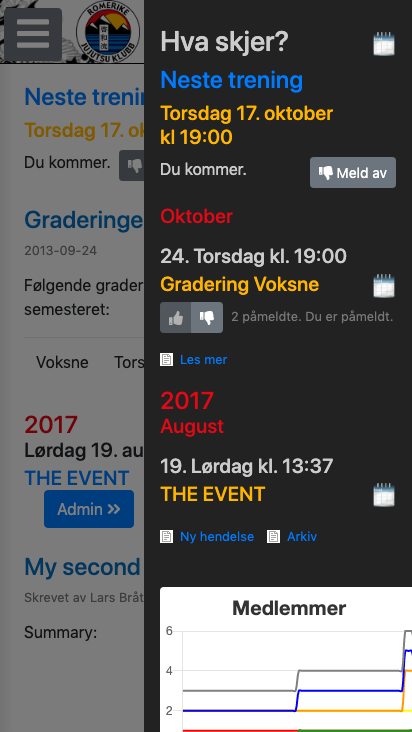 ROMERIKE
JUJUTSU KLUBB
Neste trenin
Torsdag 17. ok
Du kommer.
Graderinge
2013-09-24
Følgende grader
semesteret:
Voksne Tors
2017
Lørdag 19. au
THE EVENT
Admin
My second
Skrevet av Lars Bråt
Summary:
Hva skjer?
Neste trening
Torsdag 17. oktober
kl 19:00
Du kommer.
Meld av
Oktober
24. Torsdag kl. 19:00
Gradering Voksne
2 påmeldte. Du er påmeldt.
Les mer
2017
August
19. Lørdag kl. 13:37
THE EVENT
Ny hendelse Arkiv
Medlemmer
6
4
2